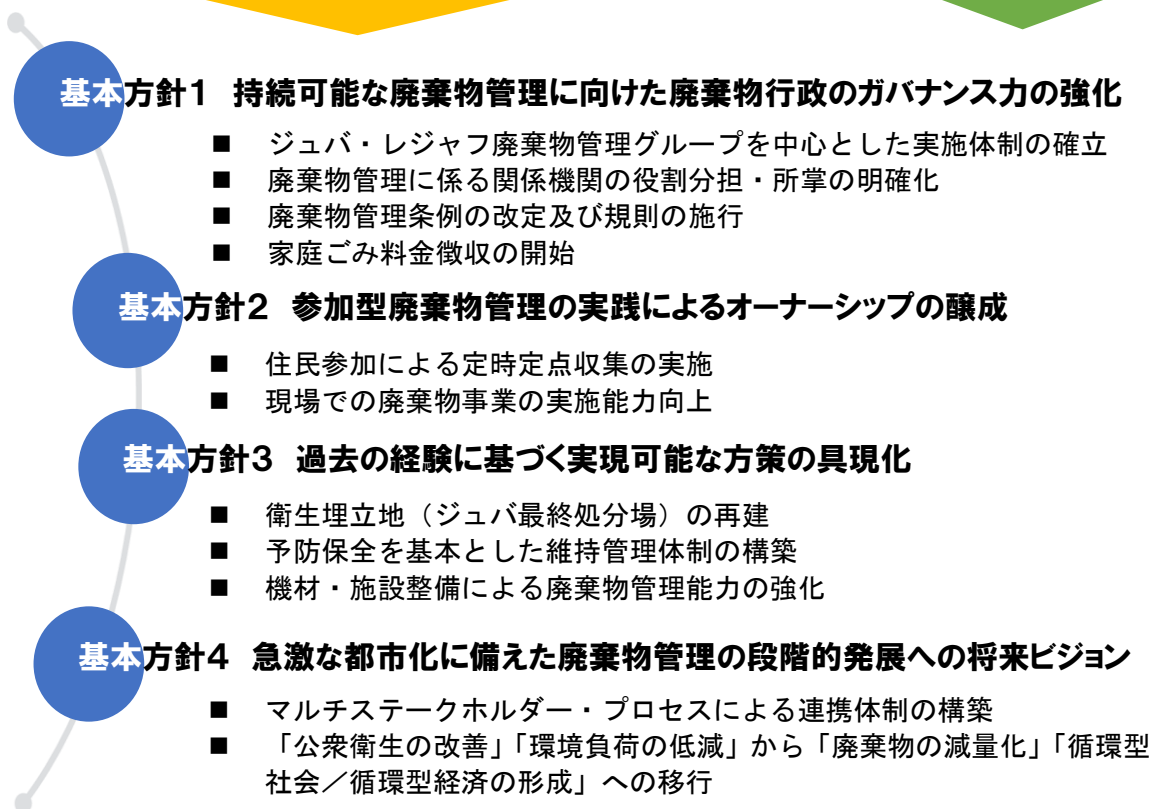 基本方針1 持続可能な廃棄物管理に向けた廃棄物行政のガバナンス力の強化
■ ジュバ・レジャフ廃棄物管理グループを中心とした実施体制の確立
■ 廃棄物管理に係る関係機関の役割分担・所掌の明確化
■ 廃棄物管理条例の改定及び規則の施行
■ 家庭ごみ料金徴収の開始
基本方針2 参加型廃棄物管理の実践によるオーナーシップの醸成
■ 住民参加による定時定点収集の実施
■ 現場での廃棄物事業の実施能力向上
基本方針3 過去の経験に基づく実現可能な方策の具現化
■ 衛生埋立地（ジュバ最終処分場）の再建
■ 予防保全を基本とした維持管理体制の構築
■ 機材・施設整備による廃棄物管理能力の強化
基本方針4 急激な都市化に備えた廃棄物管理の段階的発展への将来ビジョン
■ マルチステークホルダー・プロセスによる連携体制の構築
■ 「公衆衛生の改善」「環境負荷の低減」から「廃棄物の減量化」「循環型
社会／循環型経済の形成」への移行